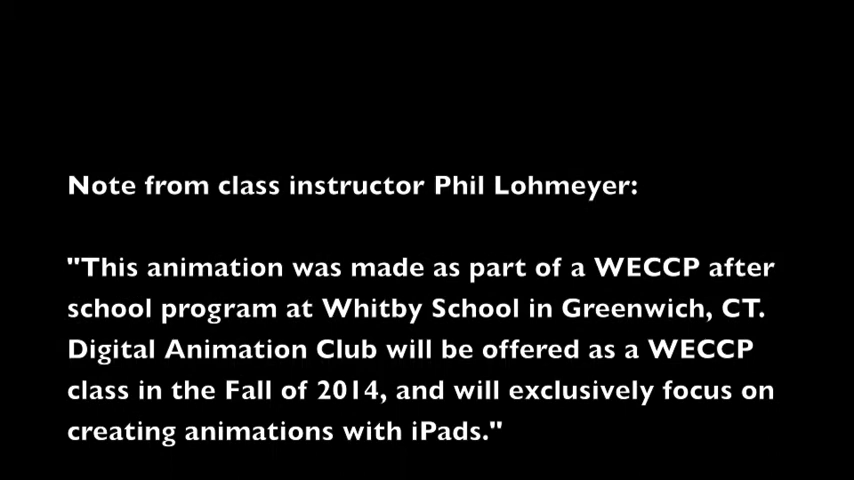 Note from class instructor Phil Lohmeyer:
"This animation was made as part of a WECCP after
school program at Whitby School in Greenwich, CT.
Digital Animation Club will be offered as a WECCP
class in the Fall of 2014, and will exclusively focus on
creating animations with iPads."